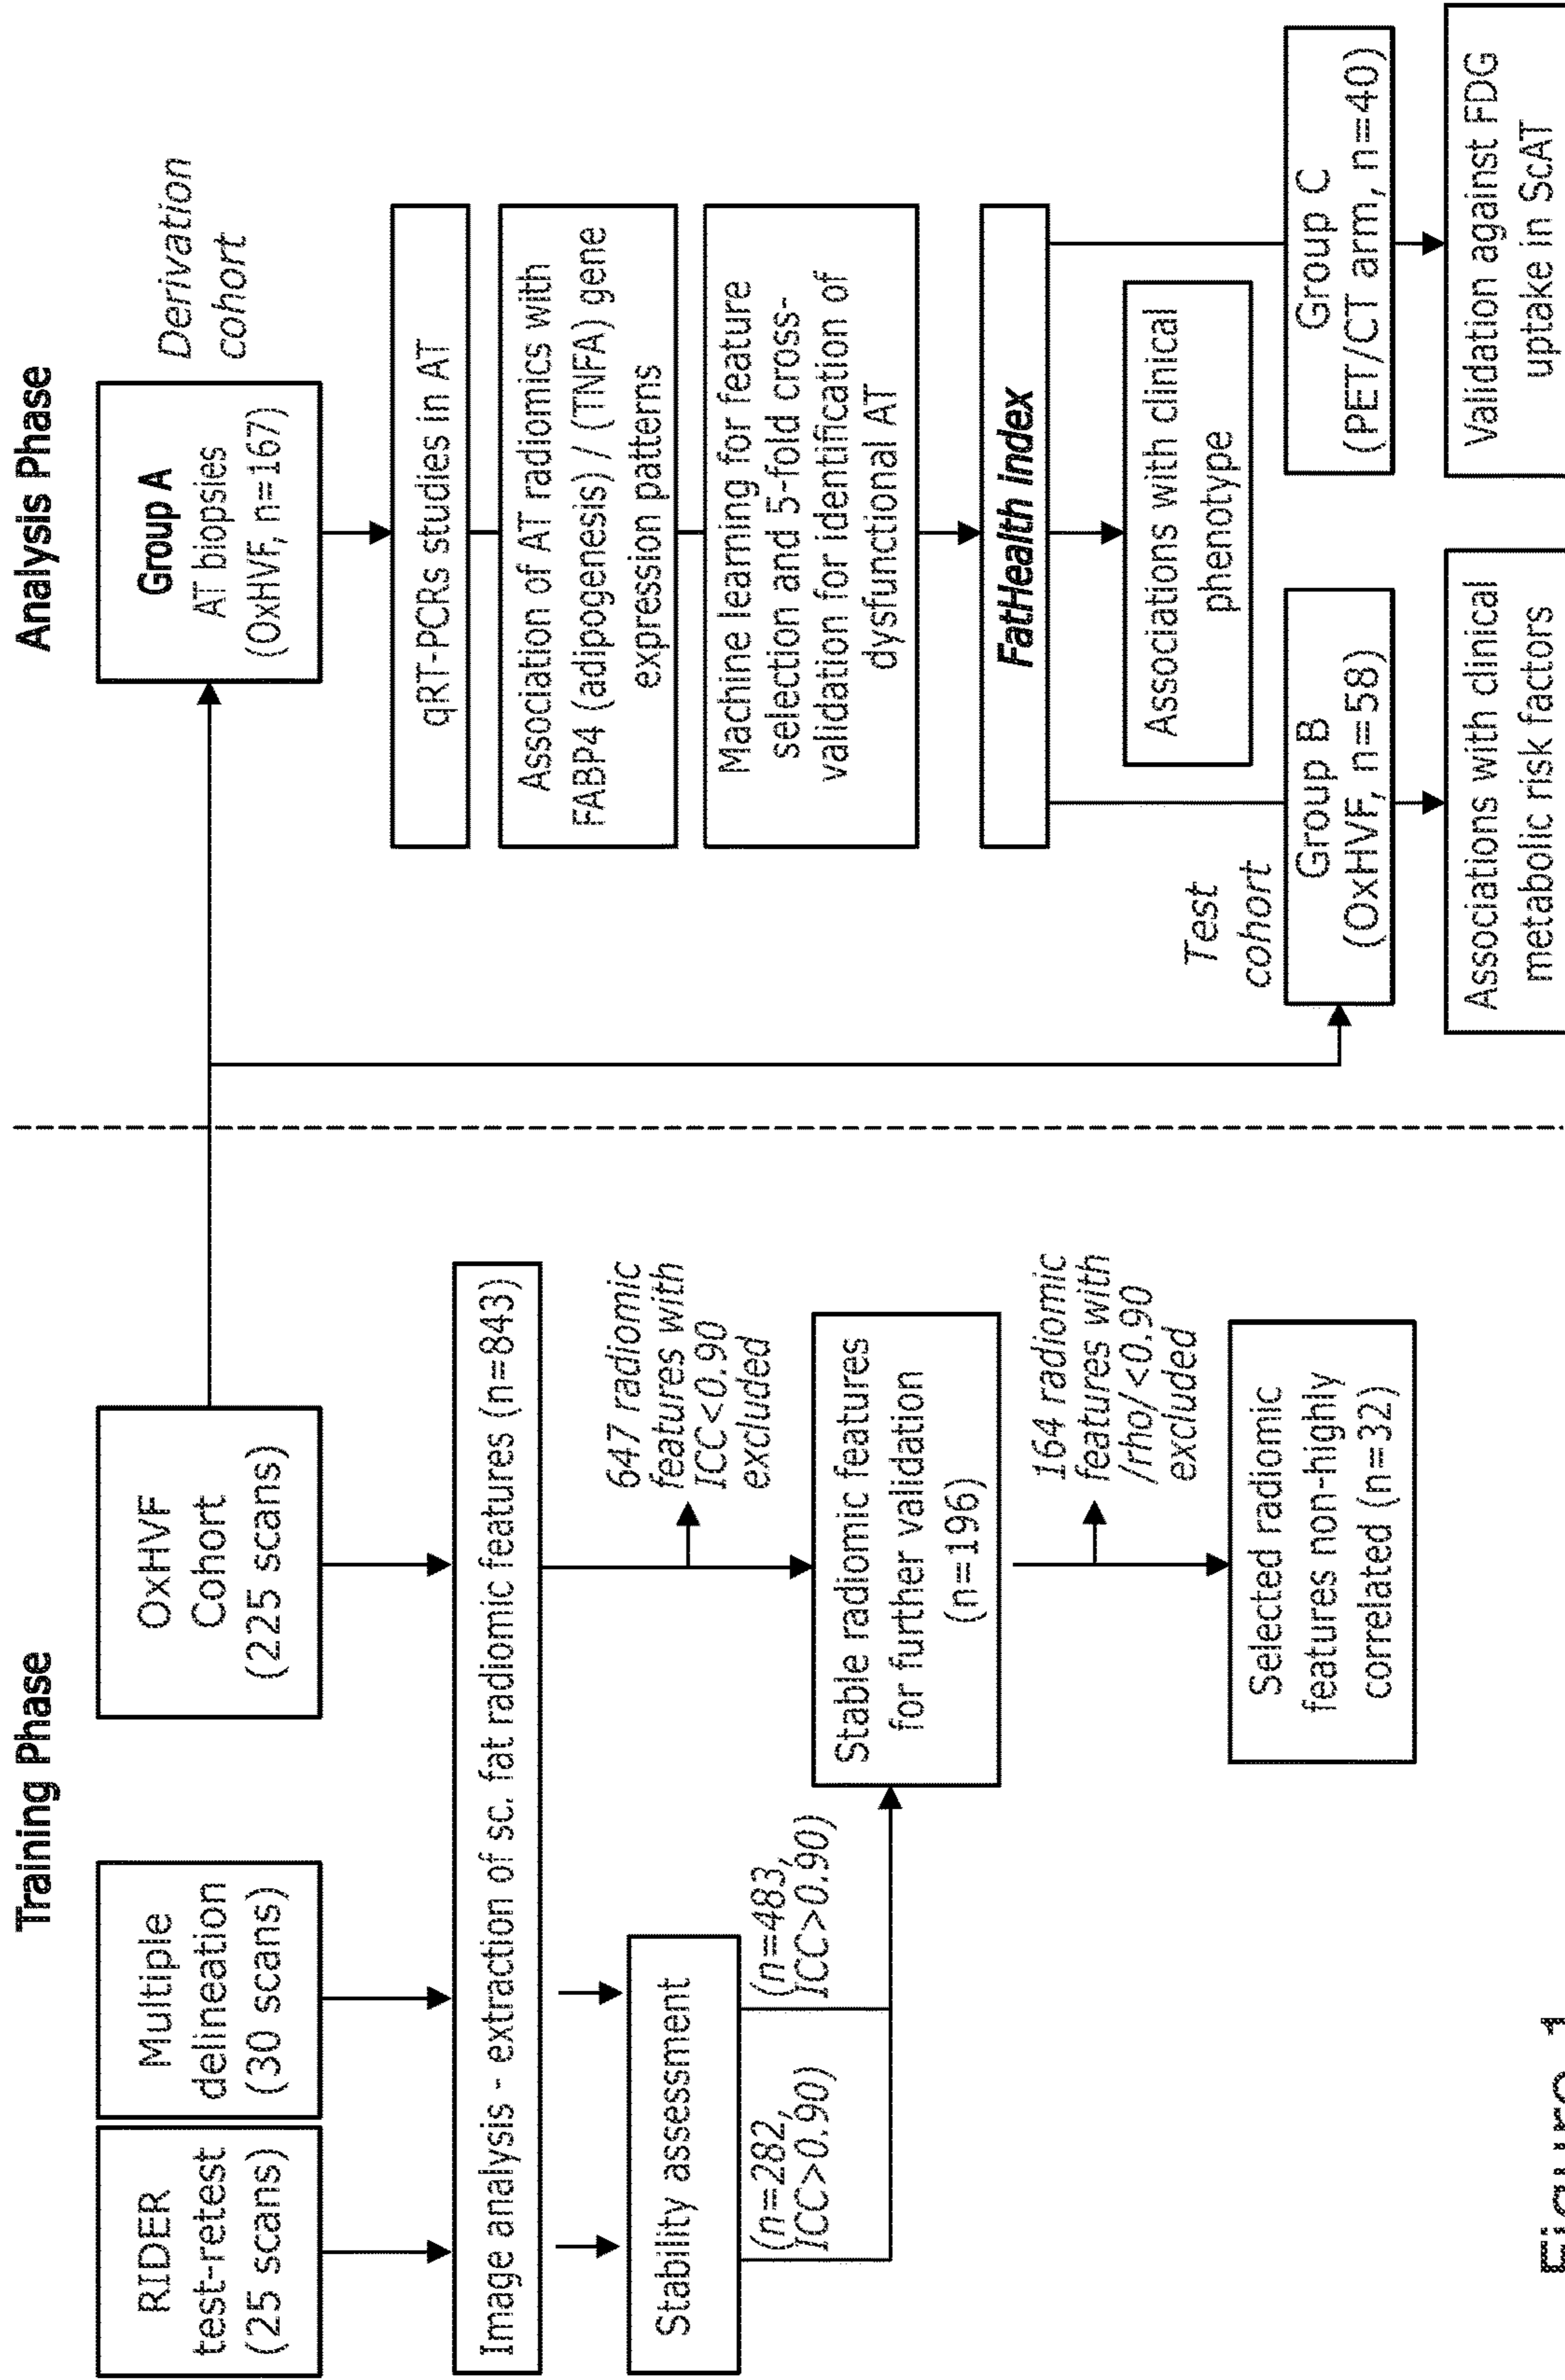 Training Phase
RIDER
test-retest
(25 scans)
Multiple
delineation
(30 scans)
OxHVF
Cohort
(225 scans)
Image analysis - extraction of sc. fat radiomic features (n=843)
Stability assessment
(n=282,
ICC>0.90)
(n=483,
ICC>0.90)
647 radiomic
features with
ICC<0.90
excluded
Stable radiomic features
for further validation
(n=196)
164 radiomic
features with
/rho/<0.90
excluded
Selected radiomic
features non-highly
correlated (n=32)
Analysis Phase
Group A
AT biopsies
(OxHVF, n=167)
Derivation
cohort
qRT-PCRs studies in AT
Association of AT radiomics with
FABP4 (adipogenesis) / (TNFA) gene
expression patterns
Machine learning for feature
selection and 5-fold cross-
validation for identification of
dysfunctional AT
FatHealth index
Associations with clinical
phenotype
Test
cohort
Group B
(OxHVF, n=58)
Group C
(PET/CT arm, n=40)
Associations with clinical
metabolic risk factors
Validation against FDG
uptake in ScAT
Figure 1